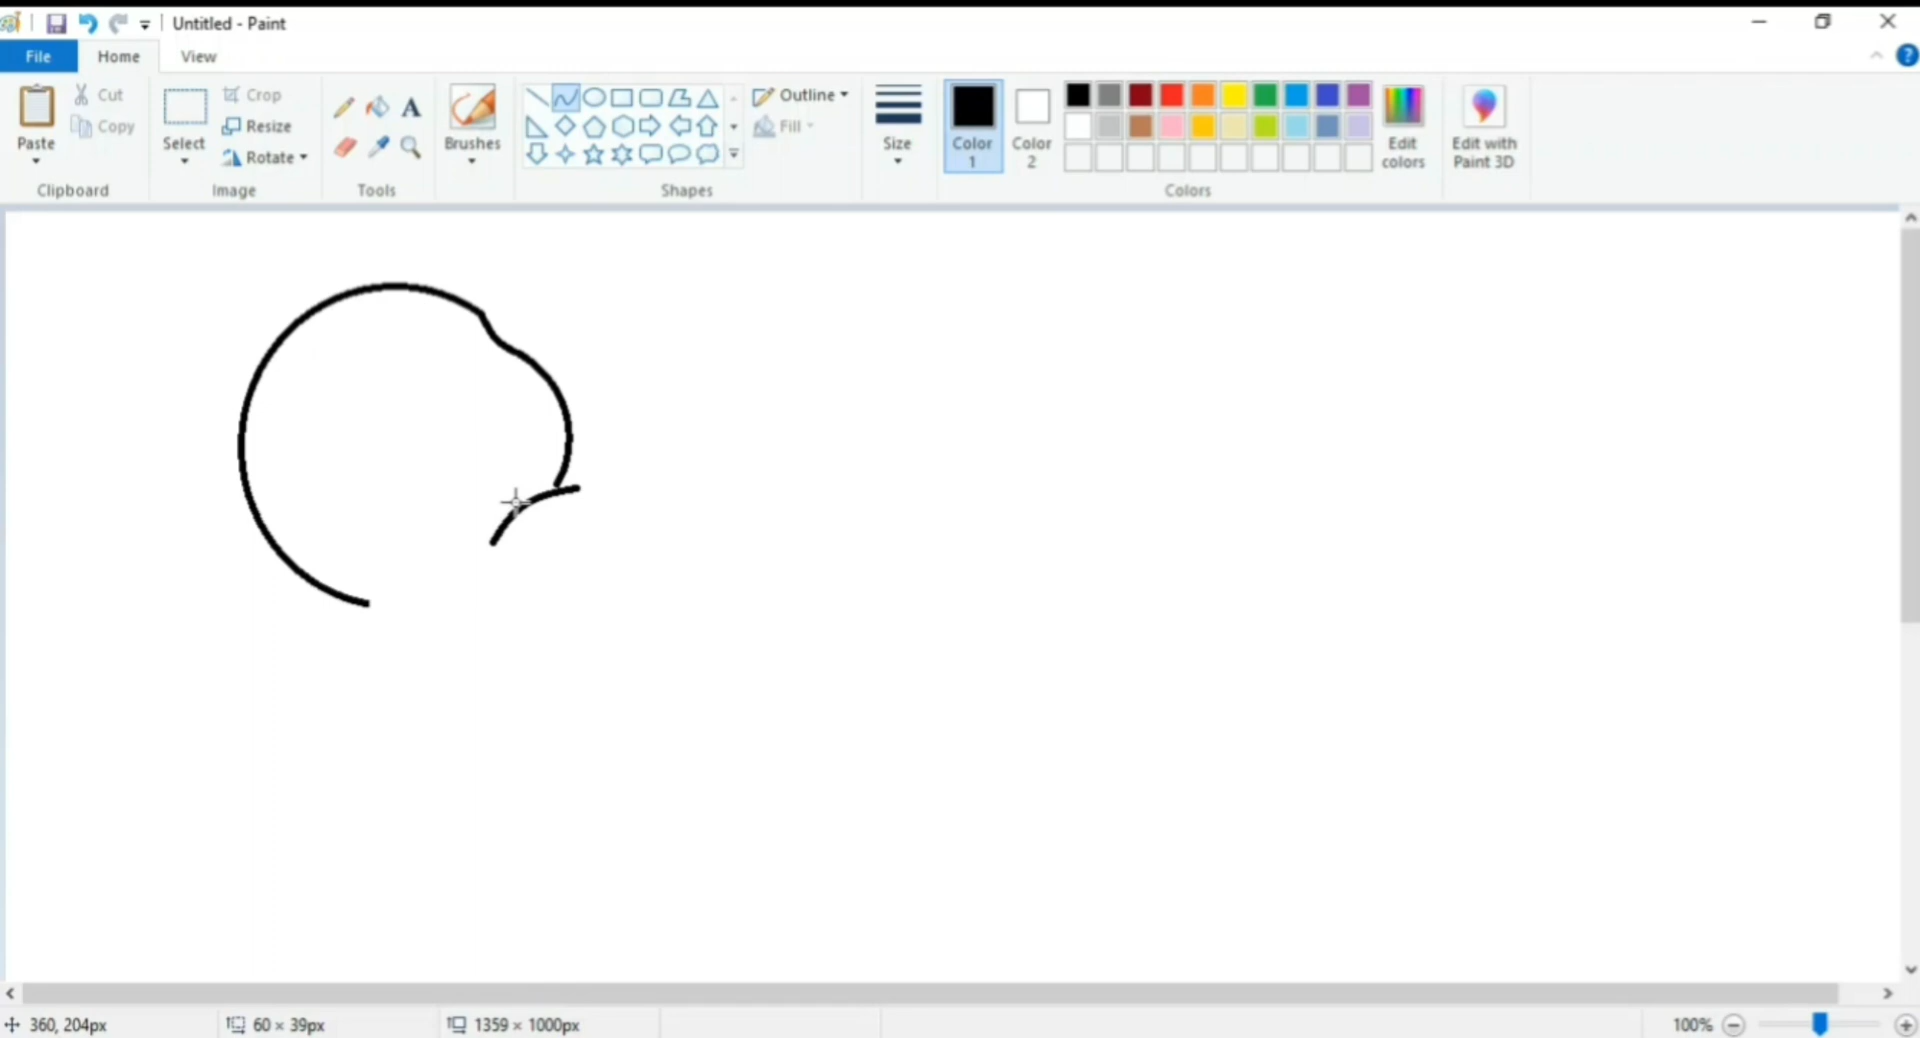 Untitled - Paint
File Home View
Paste
Cut
Copy
Clipboard
Select
Crop
Resize
Rotate
Image
A
Tools
Brushes
Shapes
Outline
Fill
Size
Color
1
Color
2
Colors
Edit
colors
Edit with
Paint 3D
?
360, 204px
60 × 39px
1359 × 1000px
100%